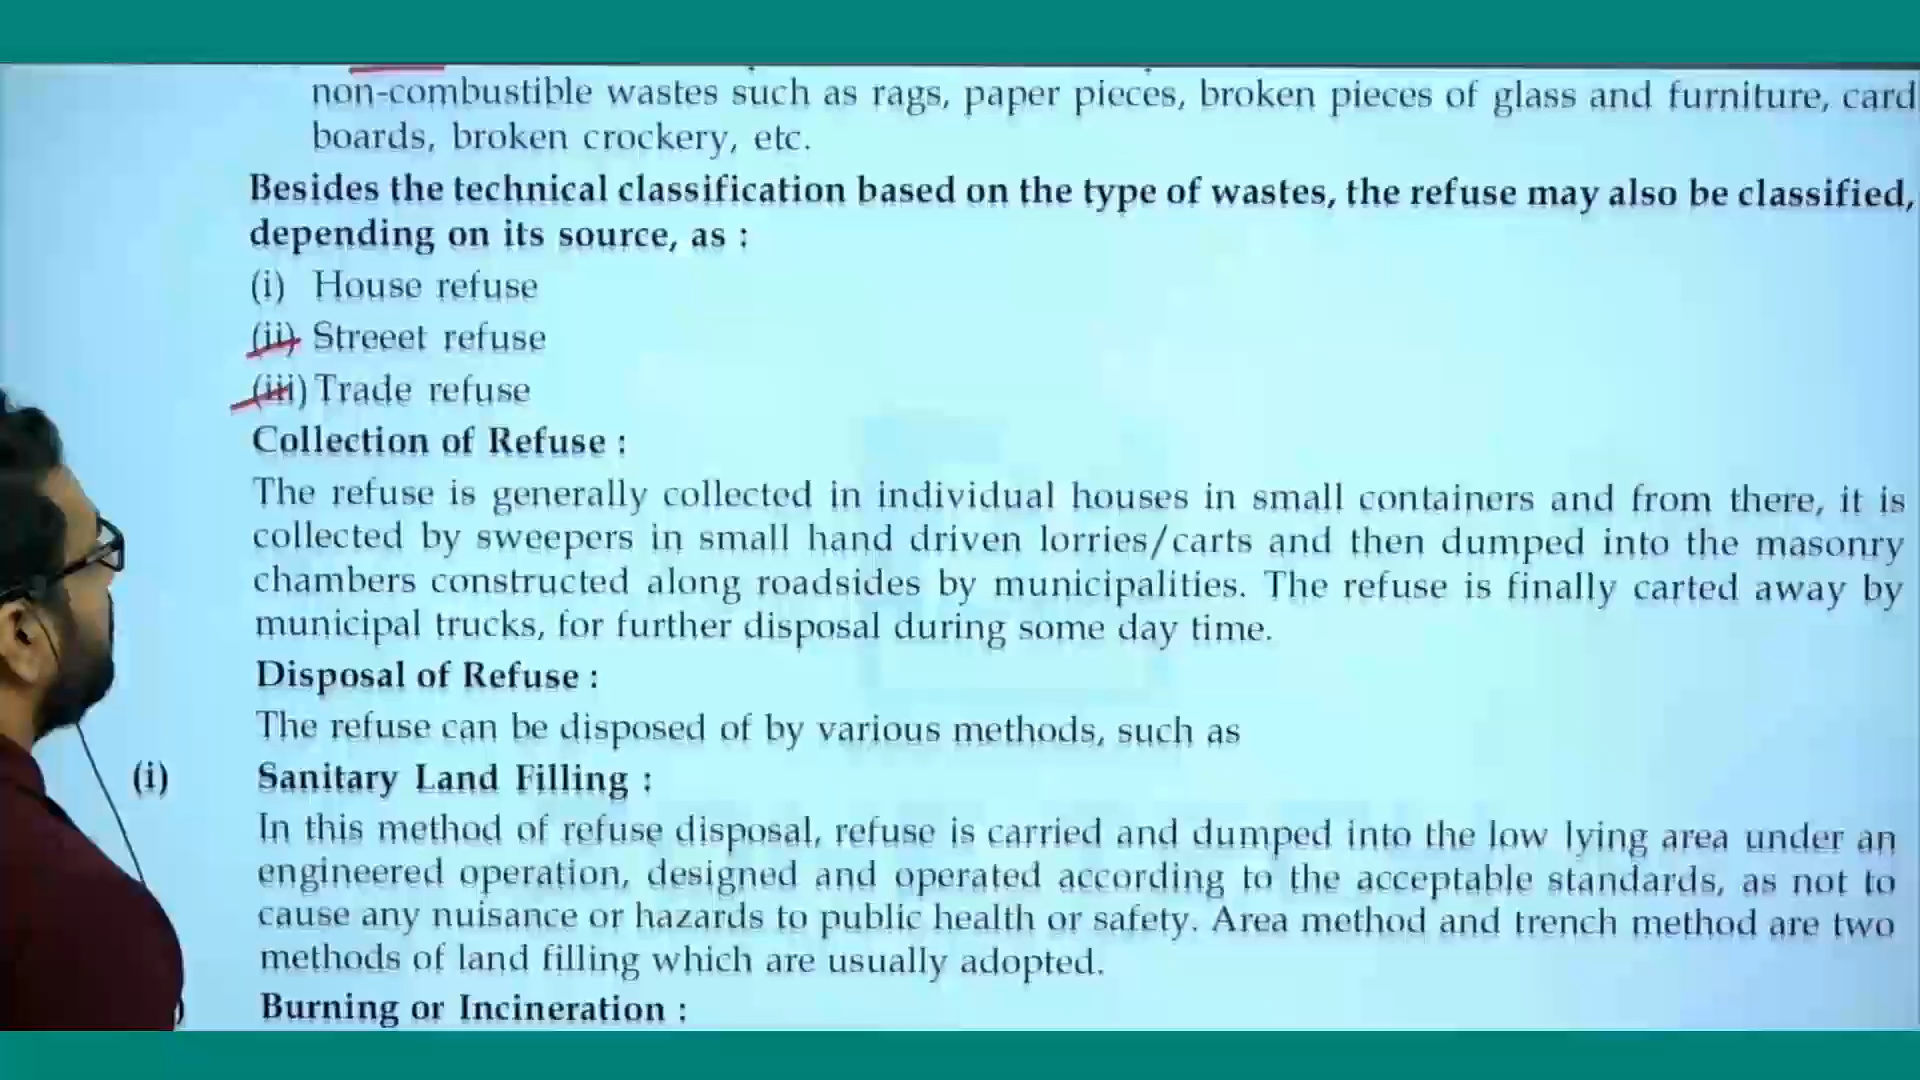 non-combustible wastes such as rags, paper pieces, broken pieces of glass and furniture, card
boards, broken crockery, etc.
Besides the technical classification based on the type of wastes, the refuse may also be classified,
depending on its source, as :
(i) House refuse
(ii) Streeet refuse
(iii) Trade refuse
Collection of Refuse :
The refuse is generally collected in individual houses in small containers and from there, it is
collected by sweepers in small hand driven lorries/carts and then dumped into the masonry
chambers constructed along roadsides by municipalities. The refuse is finally carted away by
municipal trucks, for further disposal during some day time.
Disposal of Refuse :
The refuse can be disposed of by various methods, such as
(i) Sanitary Land Filling :
In this method of refuse disposal, refuse is carried and dumped into the low lying area under an
engineered operation, designed and operated according to the acceptable standards, as not to
cause any nuisance or hazards to public health or safety. Area method and trench method are two
methods of land filling which are usually adopted.
Burning or Incineration :